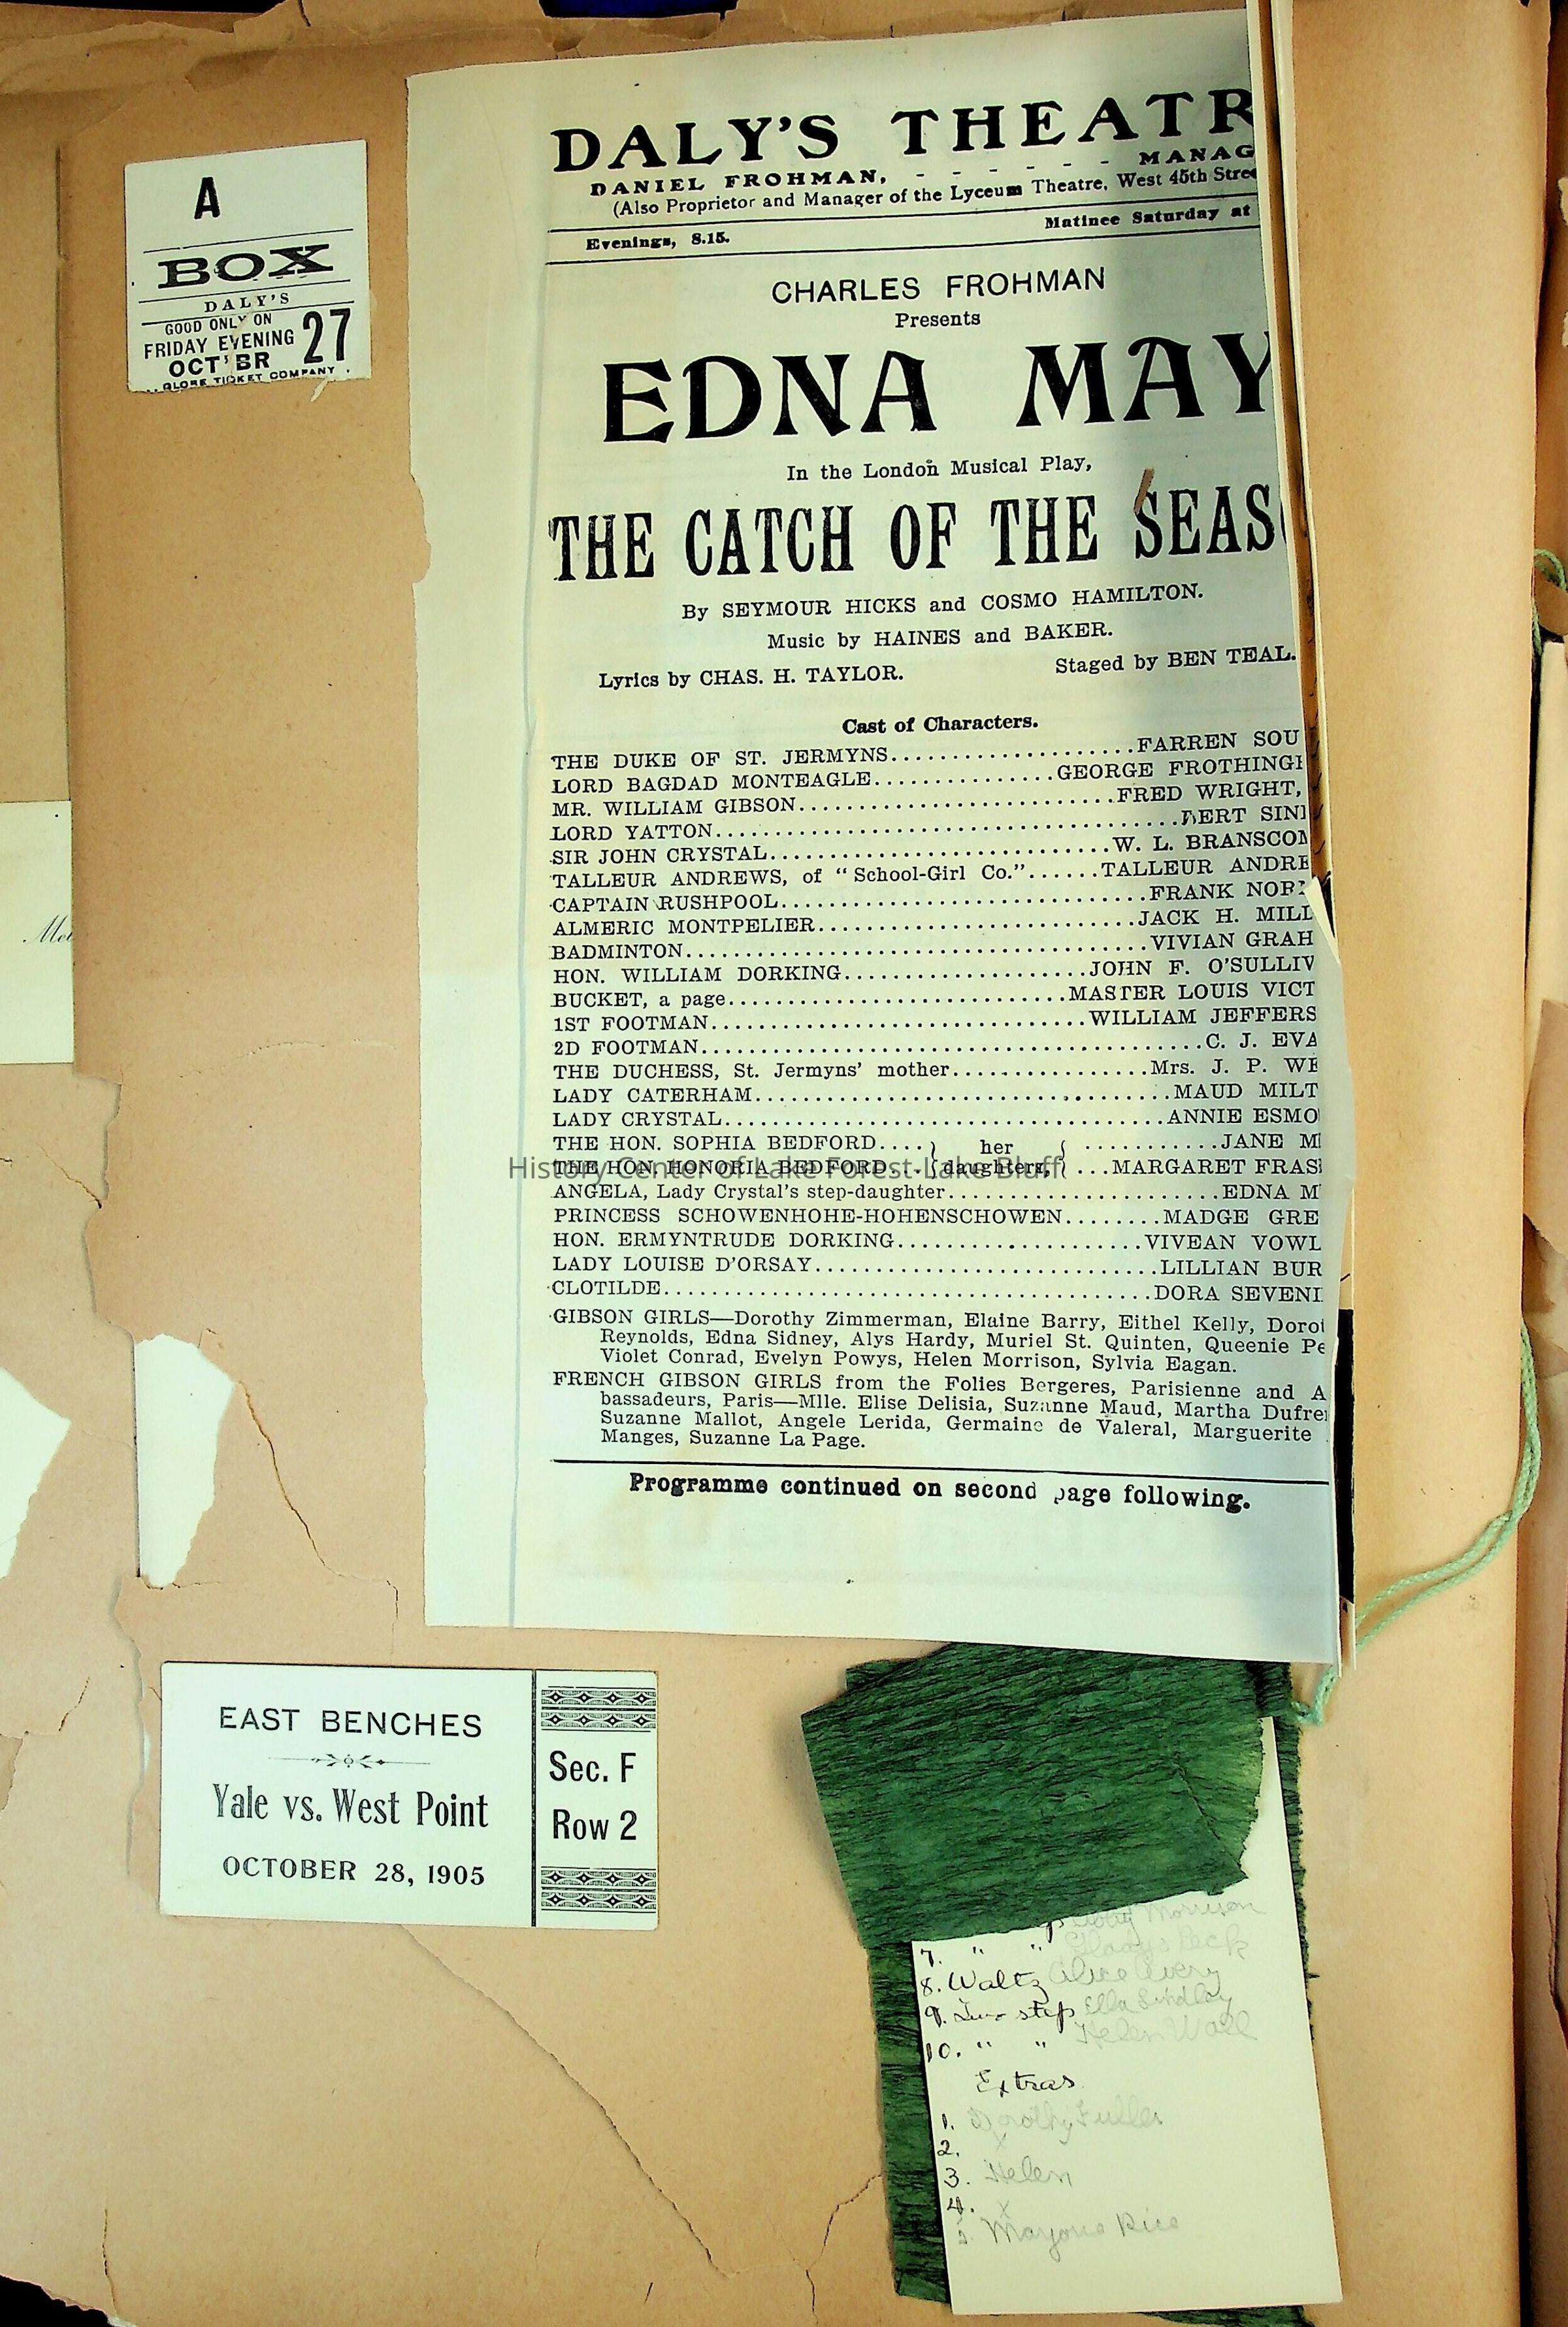 A
BOX
DALY'S
GOOD ONLY ON
FRIDAY EVENING
OCT'BR 27
GLOBE TICKET COMPANY
DALY'S THEATR
DANIEL FROHMAN, - - - - - - MANAG
(Also Proprietor and Manager of the Lyceum Theatre, West 45th Stree
Evenings, 8.15. Matinee Saturday at
CHARLES FROHMAN
Presents
EDNA MAY
In the London Musical Play,
THE CATCH OF THE SEAS
By SEYMOUR HICKS and COSMO HAMILTON.
Music by HAINES and BAKER.
Lyrics by CHAS. H. TAYLOR. Staged by BEN TEAL.
Cast of Characters.
THE DUKE OF ST. JERMYNS....................FARREN SOU
LORD BAGDAD MONTEAGLE...............GEORGE FROTHINGH
MR. WILLIAM GIBSON..........................FRED WRIGHT,
LORD YATTON......................................BERT SIN
SIR JOHN CRYSTAL............................W. L. BRANSCOM
TALLEUR ANDREWS, of "School-Girl Co."......TALLEUR ANDRE
CAPTAIN RUSHPOOL..............................FRANK NOR
ALMERIC MONTPELIER..........................JACK H. MILL
BADMINTON......................................VIVIAN GRAH
HON. WILLIAM DORKING....................JOHN F. O'SULLIV
BUCKET, a page............................MASTER LOUIS VICT
1ST FOOTMAN...............................WILLIAM JEFFERS
2D FOOTMAN.........................................C. J. EVA
THE DUCHESS, St. Jermyns' mother................Mrs. J. P. WE
LADY CATERHAM..................................MAUD MILT
LADY CRYSTAL....................................ANNIE ESMO
THE HON. SOPHIA BEDFORD....} her { ...........JANE M
THE HON. HONORIA BEDFORD...{ daughters, { ...MARGARET FRAS
History Center of Lake Forest-Lake Bluff
ANGELA, Lady Crystal's step-daughter.......................EDNA M
PRINCESS SCHOWENHOHE-HOHENSCHOWEN........MADGE GRE
HON. ERMYNTRUDE DORKING.....................VIVEAN VOWL
LADY LOUISE D'ORSAY.............................LILLIAN BUR
CLOTILDE.........................................DORA SEVENI
GIBSON GIRLS—Dorothy Zimmerman, Elaine Barry, Eithel Kelly, Dorot
Reynolds, Edna Sidney, Alys Hardy, Muriel St. Quinten, Queenie Pe
Violet Conrad, Evelyn Powys, Helen Morrison, Sylvia Eagan.
FRENCH GIBSON GIRLS from the Folies Bergeres, Parisienne and A
bassadeurs, Paris—Mlle. Elise Delisia, Suzanne Maud, Martha Dufre
Suzanne Mallot, Angele Lerida, Germaine de Valeral, Marguerite
Manges, Suzanne La Page.
Programme continued on second page following.
EAST BENCHES
Yale vs. West Point
OCTOBER 28, 1905
Sec. F
Row 2
Morrison
7. " " Gladys Peck
8. Waltz Alice Avery
9. Two step Ella Lindley
10. " " Helen Wall
Extras
1. Dorothy Fuller
2. x
3. Helen
4. x
5. Marjorie Rice